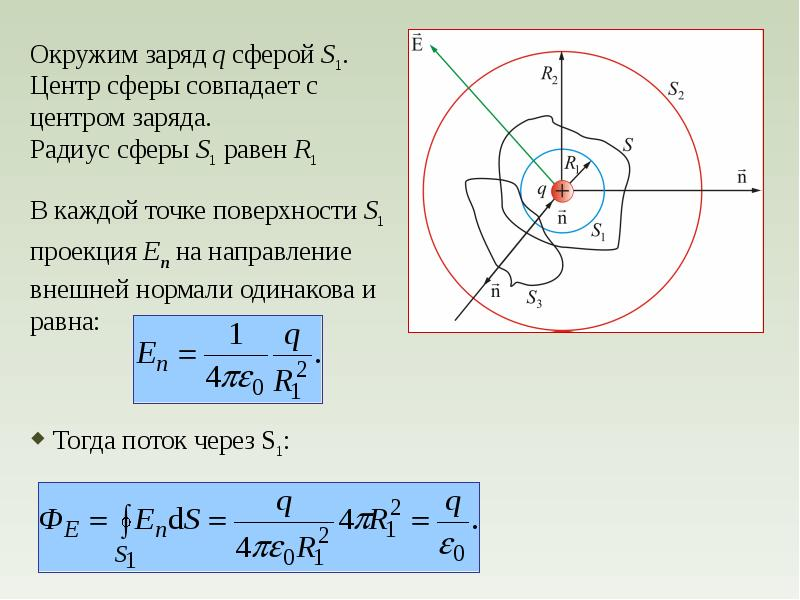 Окружим заряд q сферой S₁.
Центр сферы совпадает с
центром заряда.
Радиус сферы S₁ равен R₁
В каждой точке поверхности S₁
проекция Eₙ на направление
внешней нормали одинакова и
равна:
Eₙ = 1/(4πε₀) q/R₁².
Тогда поток через S₁:
Φ_E = ∮_{S₁} EₙdS = q/(4πε₀R₁²) 4πR₁² = q/ε₀.
E⃗
R₂
S₂
S
R₁
n⃗
q
+
n⃗
S₁
n⃗
S₃